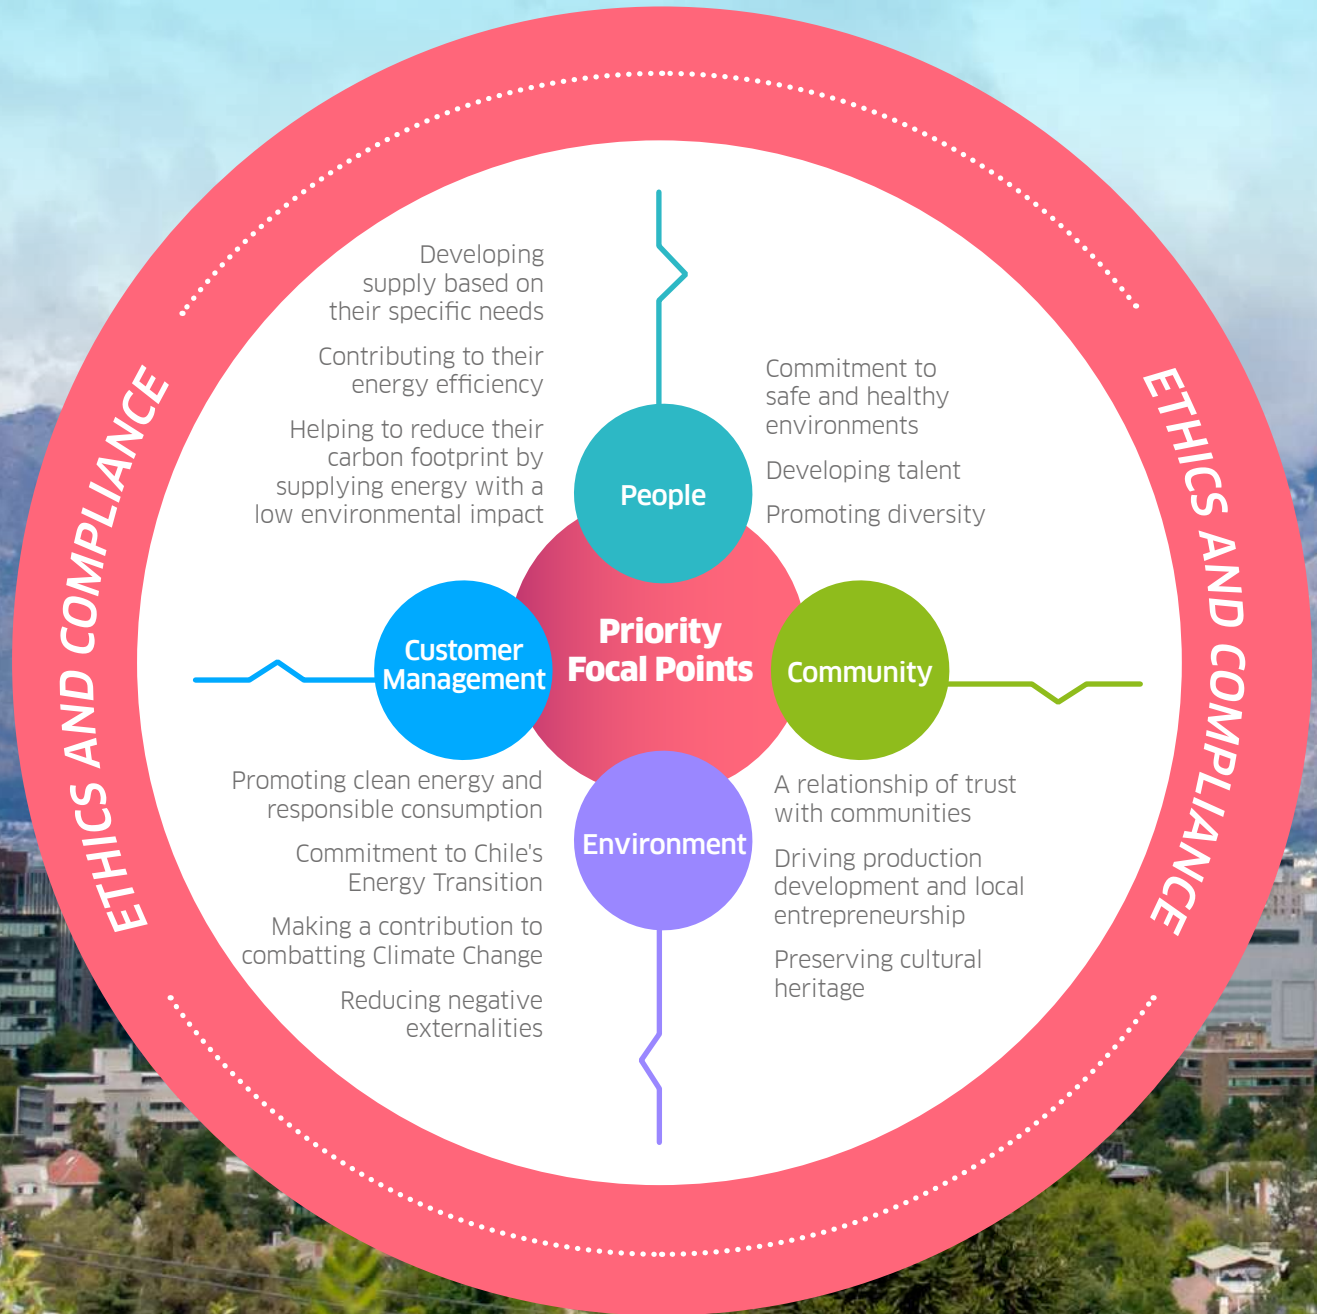 ETHICS AND COMPLIANCE
Developing
supply based on
their specific needs
Contributing to their
energy efficiency
Helping to reduce their
carbon footprint by
supplying energy with a
low environmental impact
People
Commitment to
safe and healthy
environments
Developing talent
Promoting diversity
Customer
Management
Priority
Focal Points
Community
Promoting clean energy and
responsible consumption
Commitment to Chile's
Energy Transition
Making a contribution to
combatting Climate Change
Reducing negative
externalities
Environment
A relationship of trust
with communities
Driving production
development and local
entrepreneurship
Preserving cultural
heritage
ETHICS AND COMPLIANCE